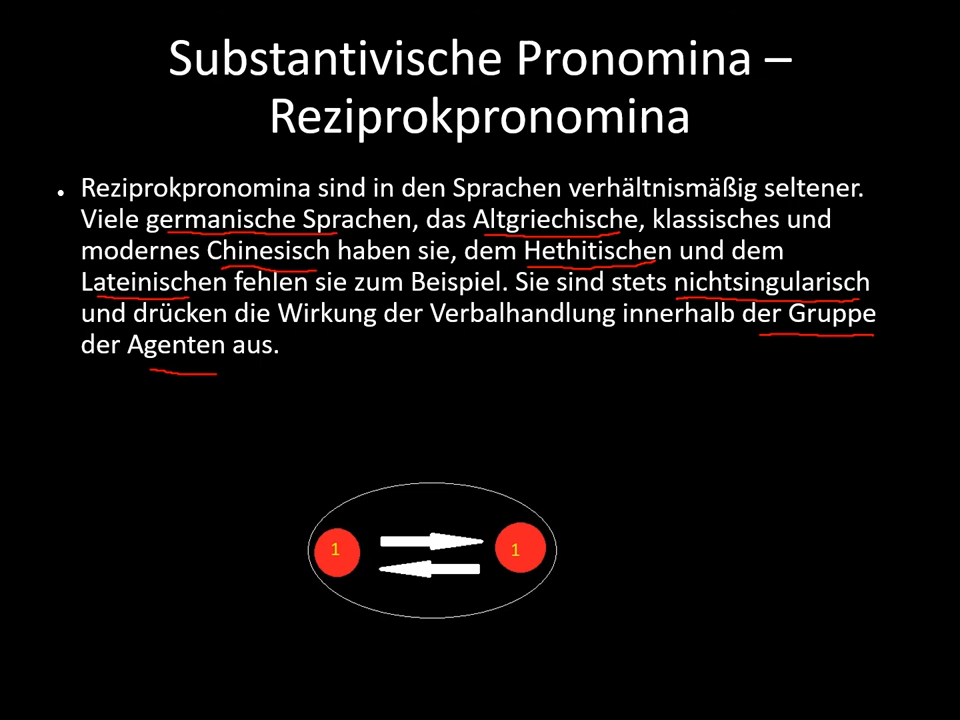 Substantivische Pronomina –
Reziprokpronomina
• Reziprokpronomina sind in den Sprachen verhältnismäßig seltener.
Viele germanische Sprachen, das Altgriechische, klassisches und
modernes Chinesisch haben sie, dem Hethitischen und dem
Lateinischen fehlen sie zum Beispiel. Sie sind stets nichtsingularisch
und drücken die Wirkung der Verbalhandlung innerhalb der Gruppe
der Agenten aus.
1 1